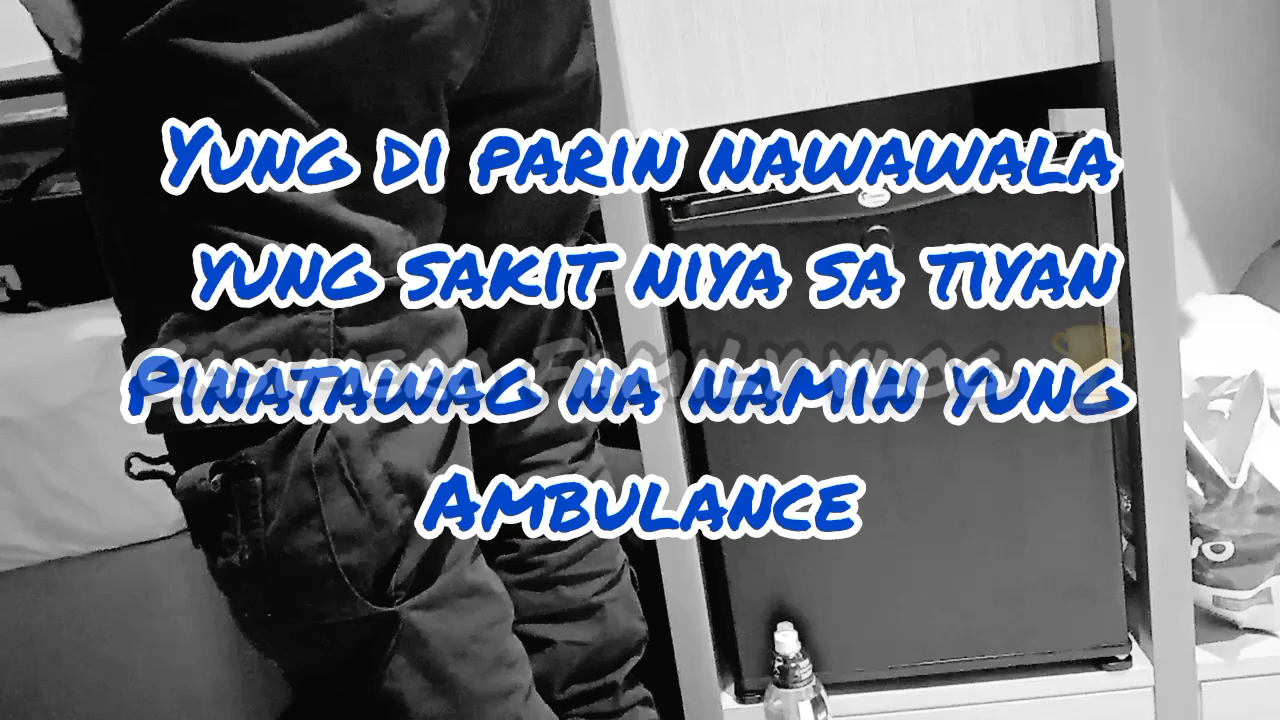 Yung di parin nawawala
yung sakit niya sa tiyan
Pinatawag na namin yung
Ambulance